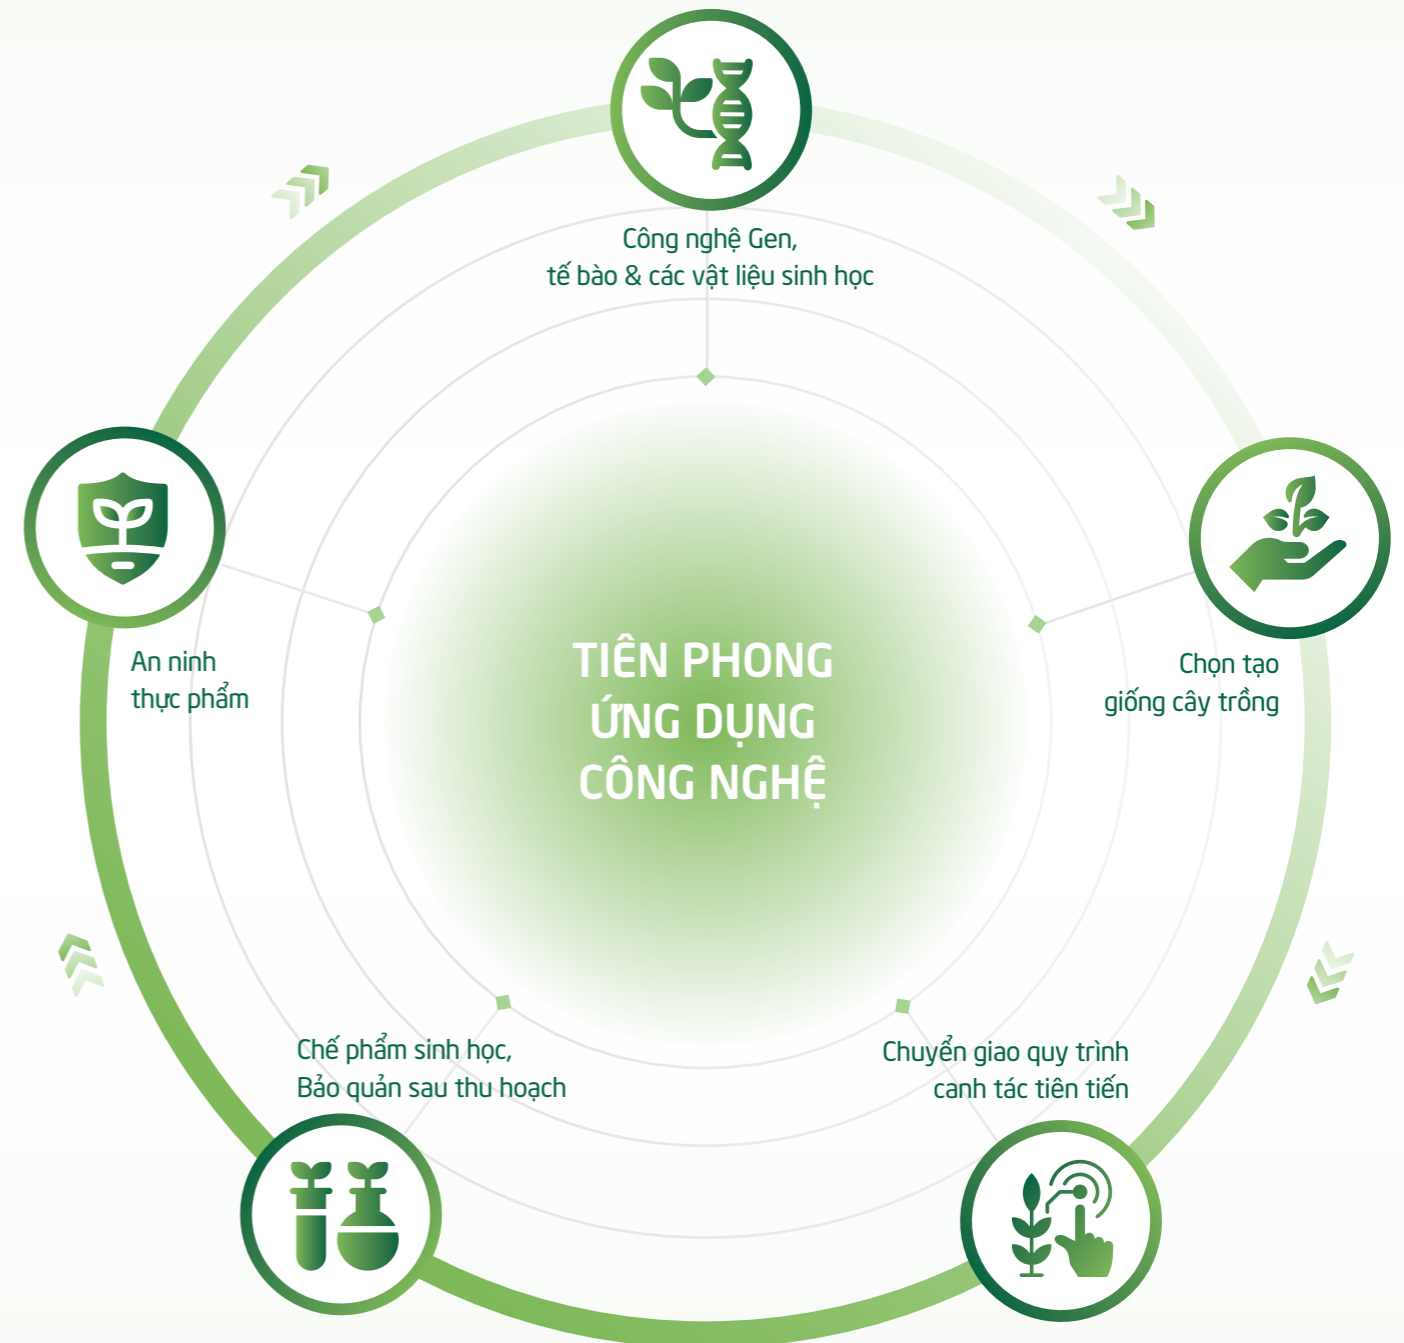 Công nghệ Gen,
tế bào & các vật liệu sinh học
An ninh
thực phẩm
TIÊN PHONG
ỨNG DỤNG
CÔNG NGHỆ
Chọn tạo
giống cây trồng
Chế phẩm sinh học,
Bảo quản sau thu hoạch
Chuyển giao quy trình
canh tác tiên tiến